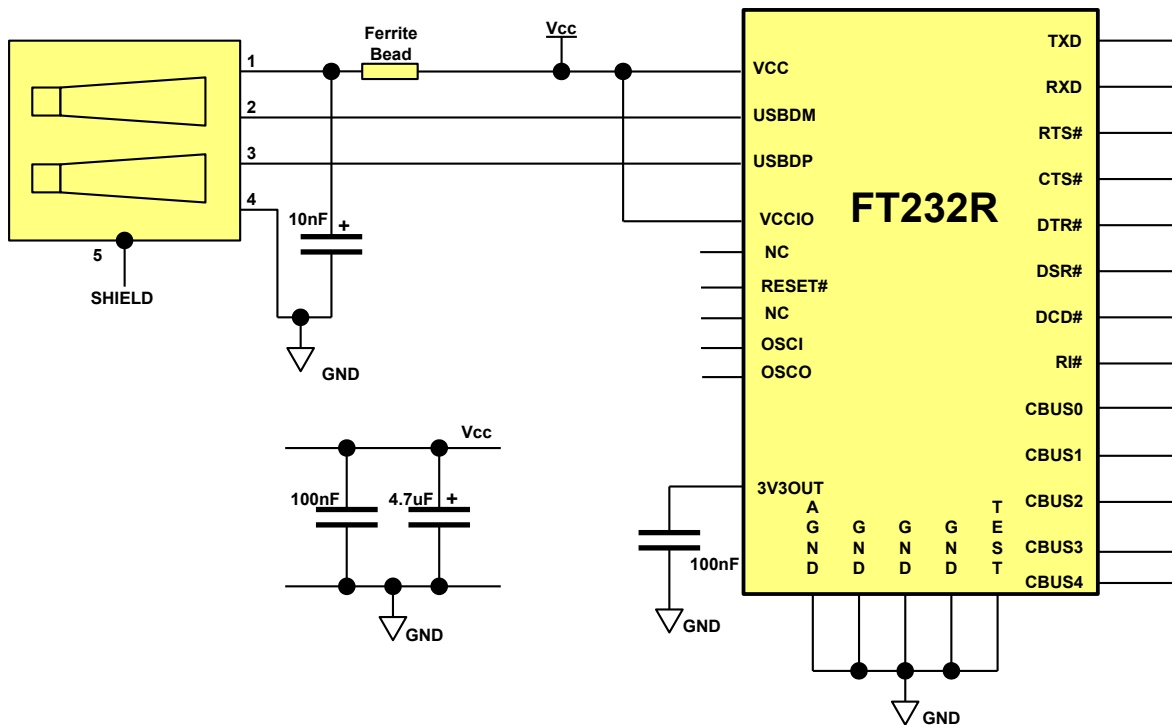 Ferrite
Bead
Vcc
1
2
3
4
5
SHIELD
10nF
+
GND
Vcc
100nF
4.7uF
+
GND
FT232R
VCC
USBDM
USBDP
VCCIO
NC
RESET#
NC
OSCI
OSCO
3V3OUT
100nF
GND
AGND
GND
GND
GND
TEST
GND
TXD
RXD
RTS#
CTS#
DTR#
DSR#
DCD#
RI#
CBUS0
CBUS1
CBUS2
CBUS3
CBUS4